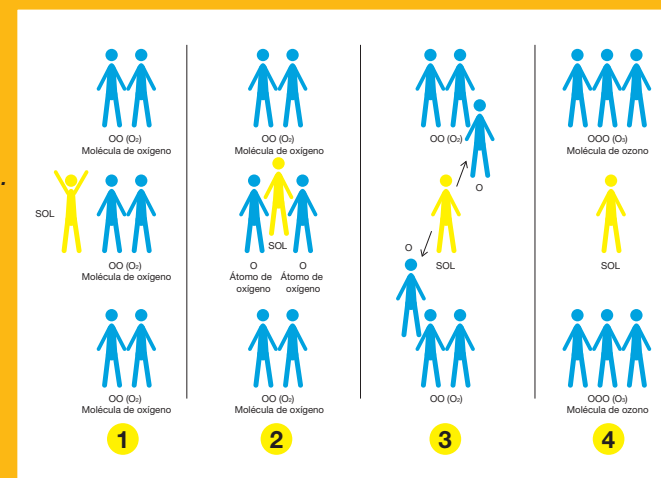 OO (O₂)
Molécula de oxígeno
SOL
OO (O₂)
Molécula de oxígeno
OO (O₂)
Molécula de oxígeno
1
OO (O₂)
Molécula de oxígeno
SOL
O
Átomo de
oxígeno
O
Átomo de
oxígeno
OO (O₂)
Molécula de oxígeno
2
OO (O₂)
O
SOL
O
OO (O₂)
3
OOO (O₃)
Molécula de ozono
SOL
OOO (O₃)
Molécula de ozono
4